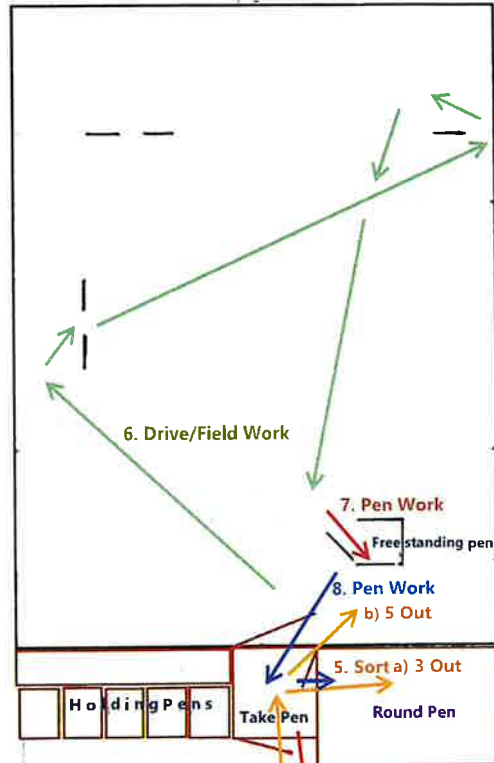 6. Drive/Field Work
7. Pen Work
Free standing pen
8. Pen Work
b) 5 Out
5. Sort a) 3 Out
Holding Pens
Take Pen
Round Pen